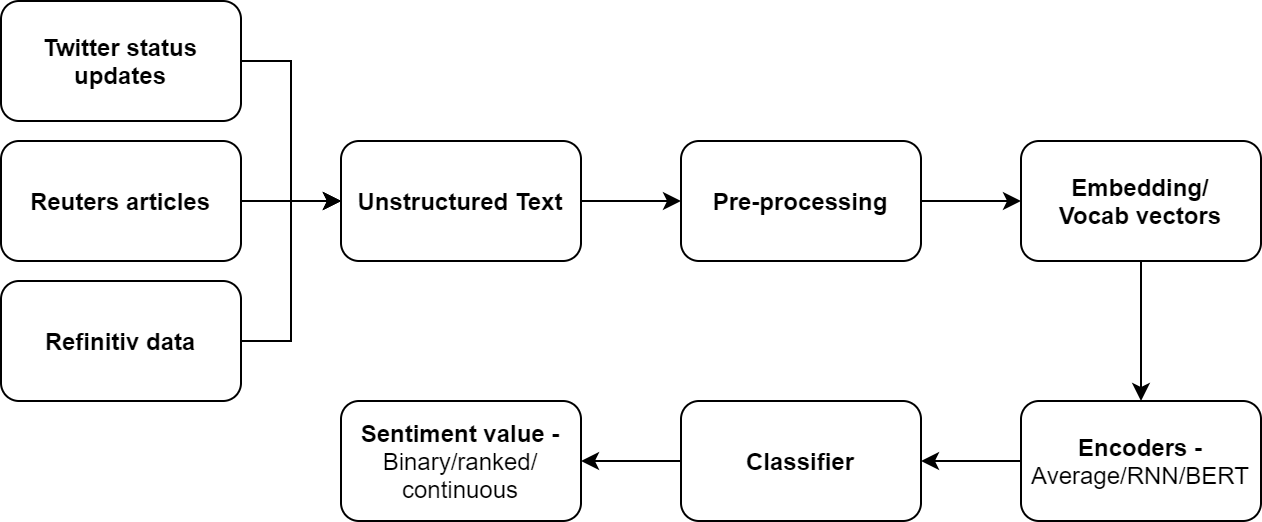 Twitter status
updates
Reuters articles
Refinitiv data
Unstructured Text
Pre-processing
Embedding/
Vocab vectors
Encoders -
Average/RNN/BERT
Classifier
Sentiment value -
Binary/ranked/
continuous